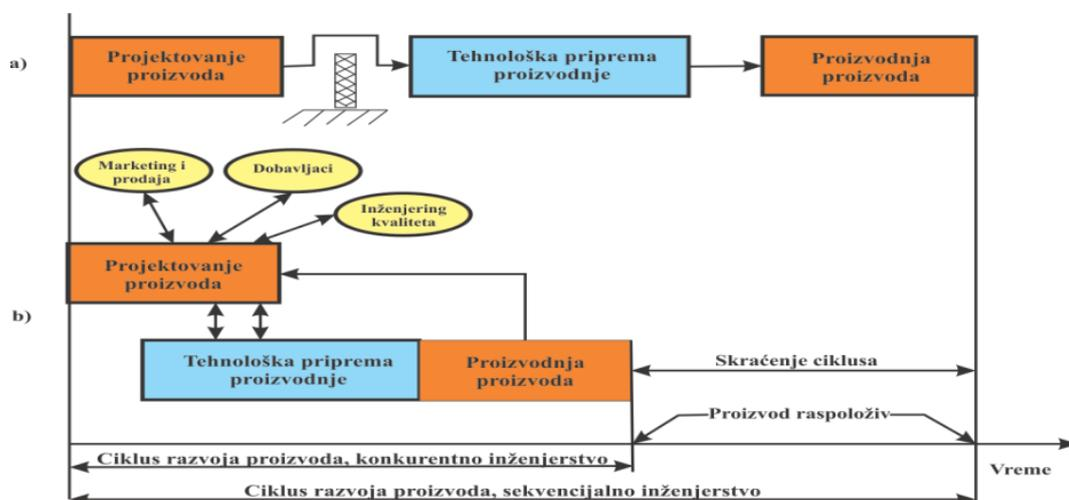 a)
Projektovanje
proizvoda
Tehnološka priprema
proizvodnje
Proizvodnja
proizvoda
Marketing i
prodaja
Dobavljaci
Inženjering
kvaliteta
Projektovanje
proizvoda
b)
Tehnološka priprema
proizvodnje
Proizvodnja
proizvoda
Skraćenje ciklusa
Proizvod raspoloživ
Ciklus razvoja proizvoda, konkurentno inženjerstvo
Vreme
Ciklus razvoja proizvoda, sekvencijalno inženjerstvo